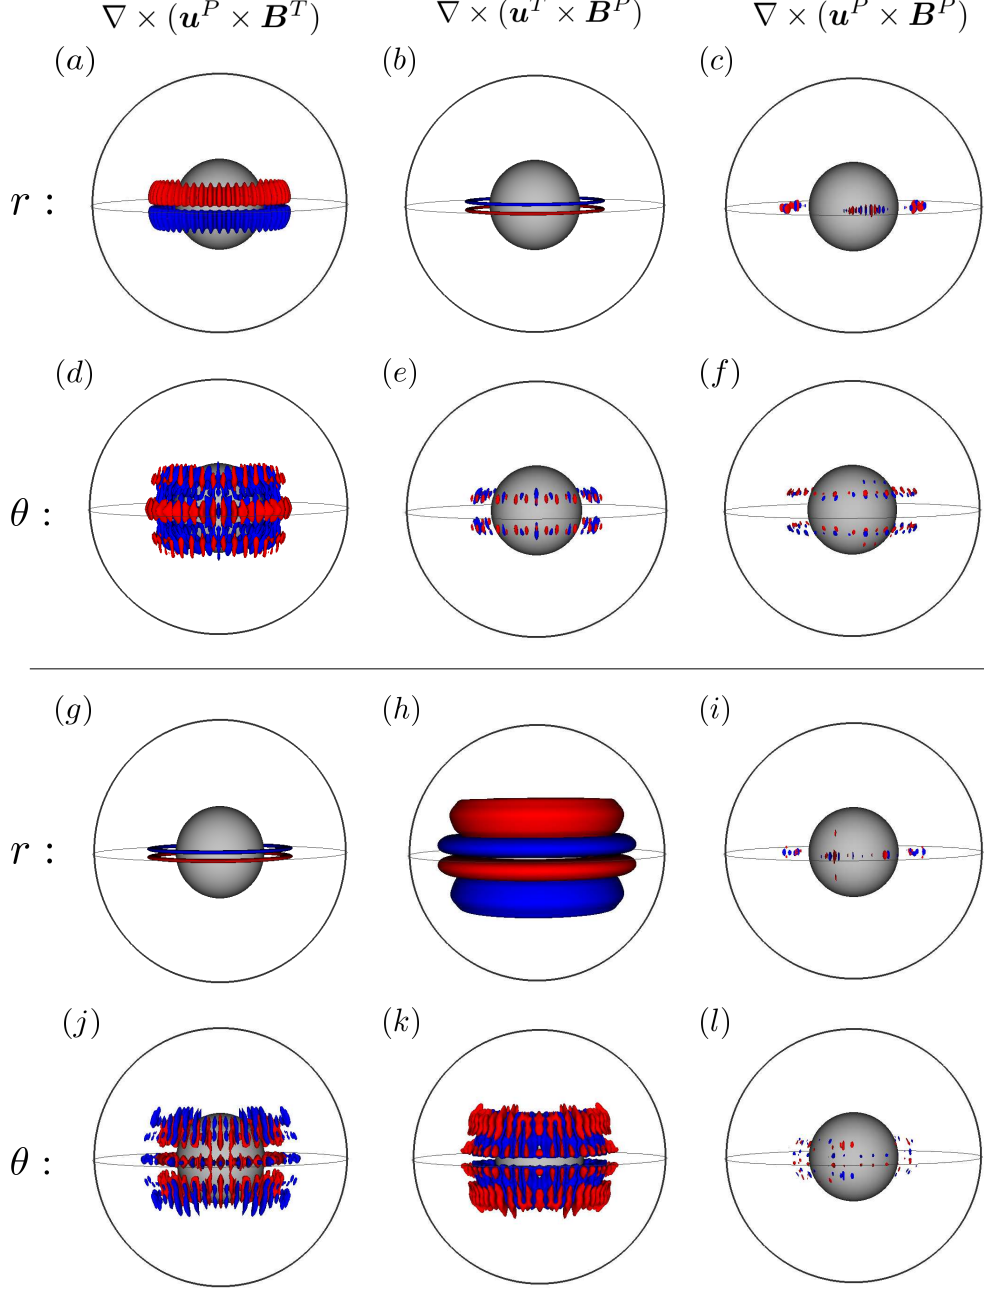 ∇ × (u^P × B^T) ∇ × (u^T × B^P) ∇ × (u^P × B^P)
(a) (b) (c)
r :
(d) (e) (f)
θ :
(g) (h) (i)
r :
(j) (k) (l)
θ :